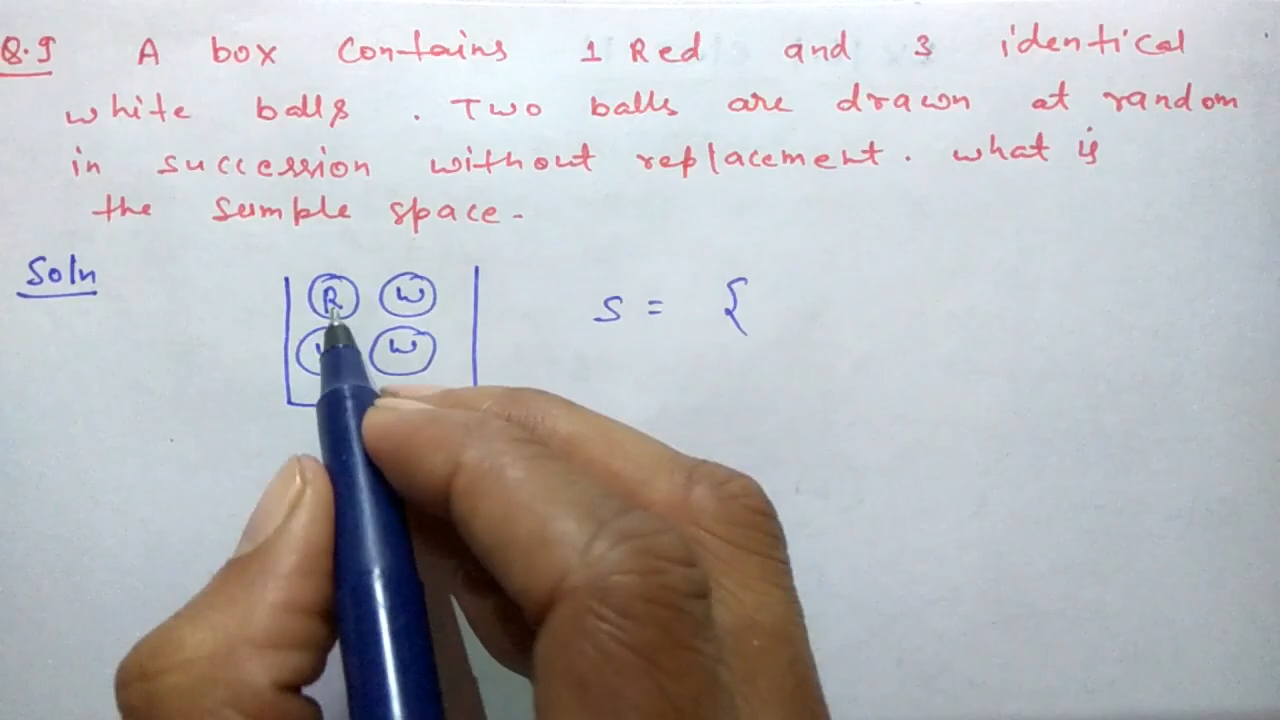 Q.9 A box contains 1 Red and 3 identical
white balls. Two balls are drawn at random
in succession without replacement. what is
the sample space.
Soln
R W S = {
W